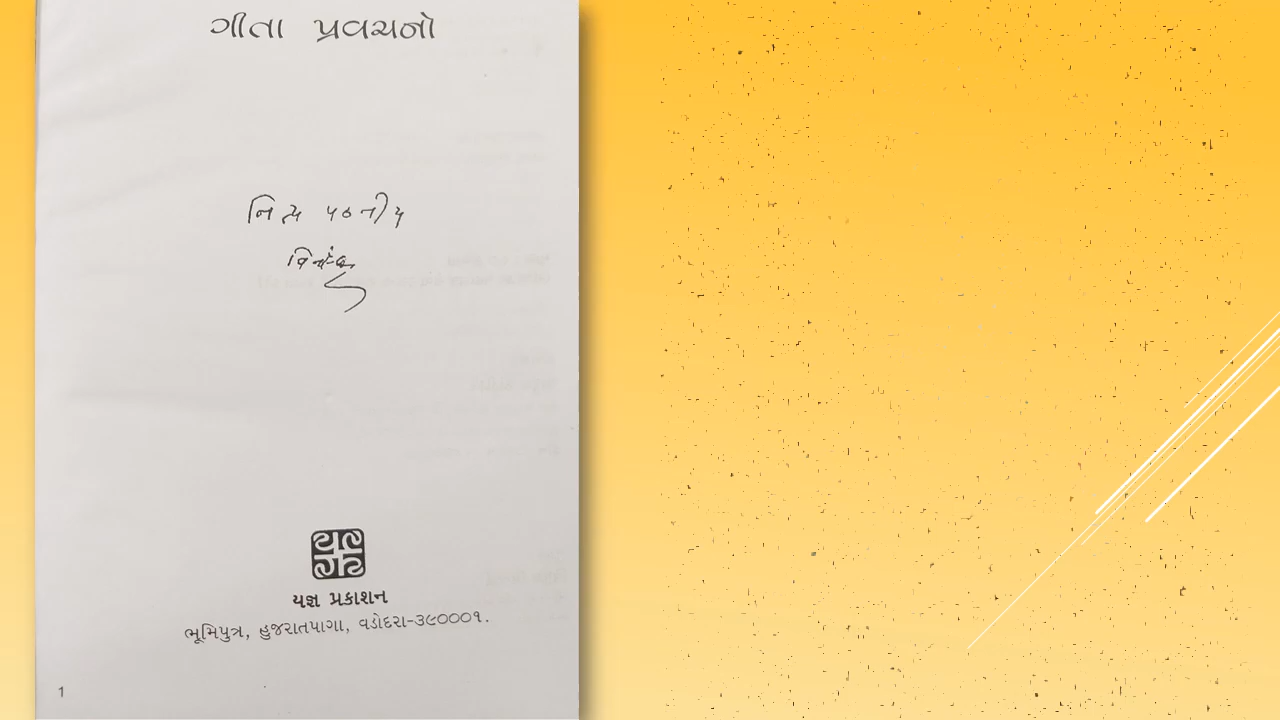 ગીતા પ્રવચનો
નિત્ય પઠનીય
યજ્ઞ પ્રકાશન
ભૂમિપુત્ર, હુજરાતપાગા, વડોદરા-૩૯૦૦૦૧.
1